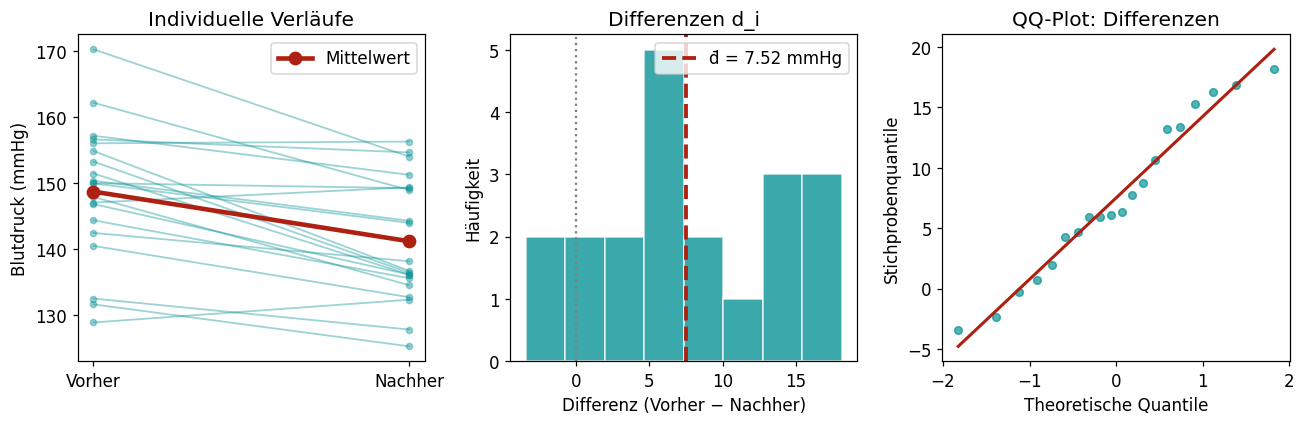 Individuelle Verläufe
Blutdruck (mmHg)
170
160
150
140
130
Vorher
Nachher
Mittelwert
Differenzen d_i
Häufigkeit
5
4
3
2
1
0
0
5
10
15
Differenz (Vorher − Nachher)
d̄ = 7.52 mmHg
QQ-Plot: Differenzen
Stichprobenquantile
20
15
10
5
0
−5
−2
−1
0
1
2
Theoretische Quantile